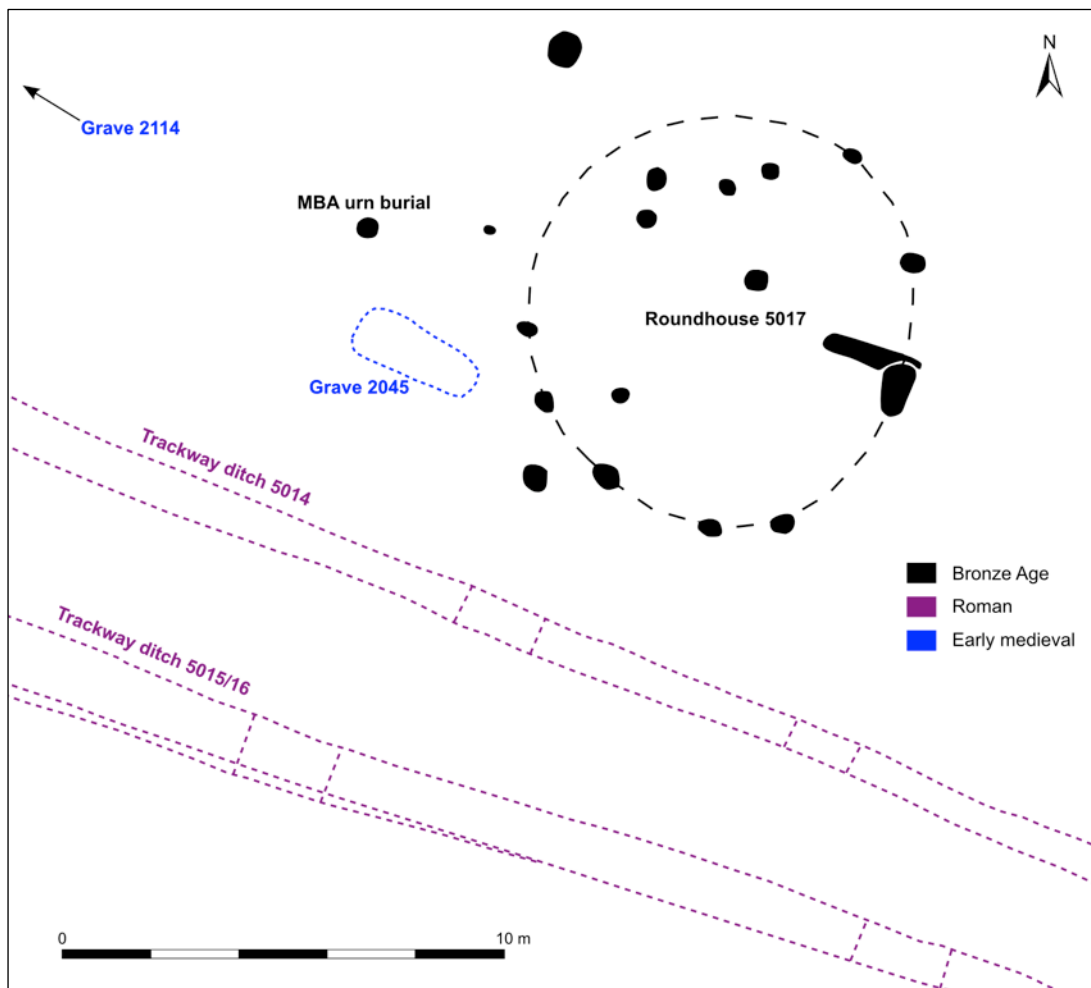 N
Grave 2114
MBA urn burial
Roundhouse 5017
Grave 2045
Trackway ditch 5014
Bronze Age
Roman
Early medieval
Trackway ditch 5015/16
0
10 m